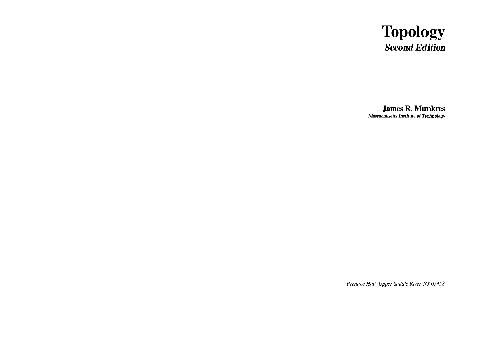 Topology
Second Edition
James R. Munkres
Massachusetts Institute of Technology
Prentice Hall, Upper Saddle River, NJ 07458